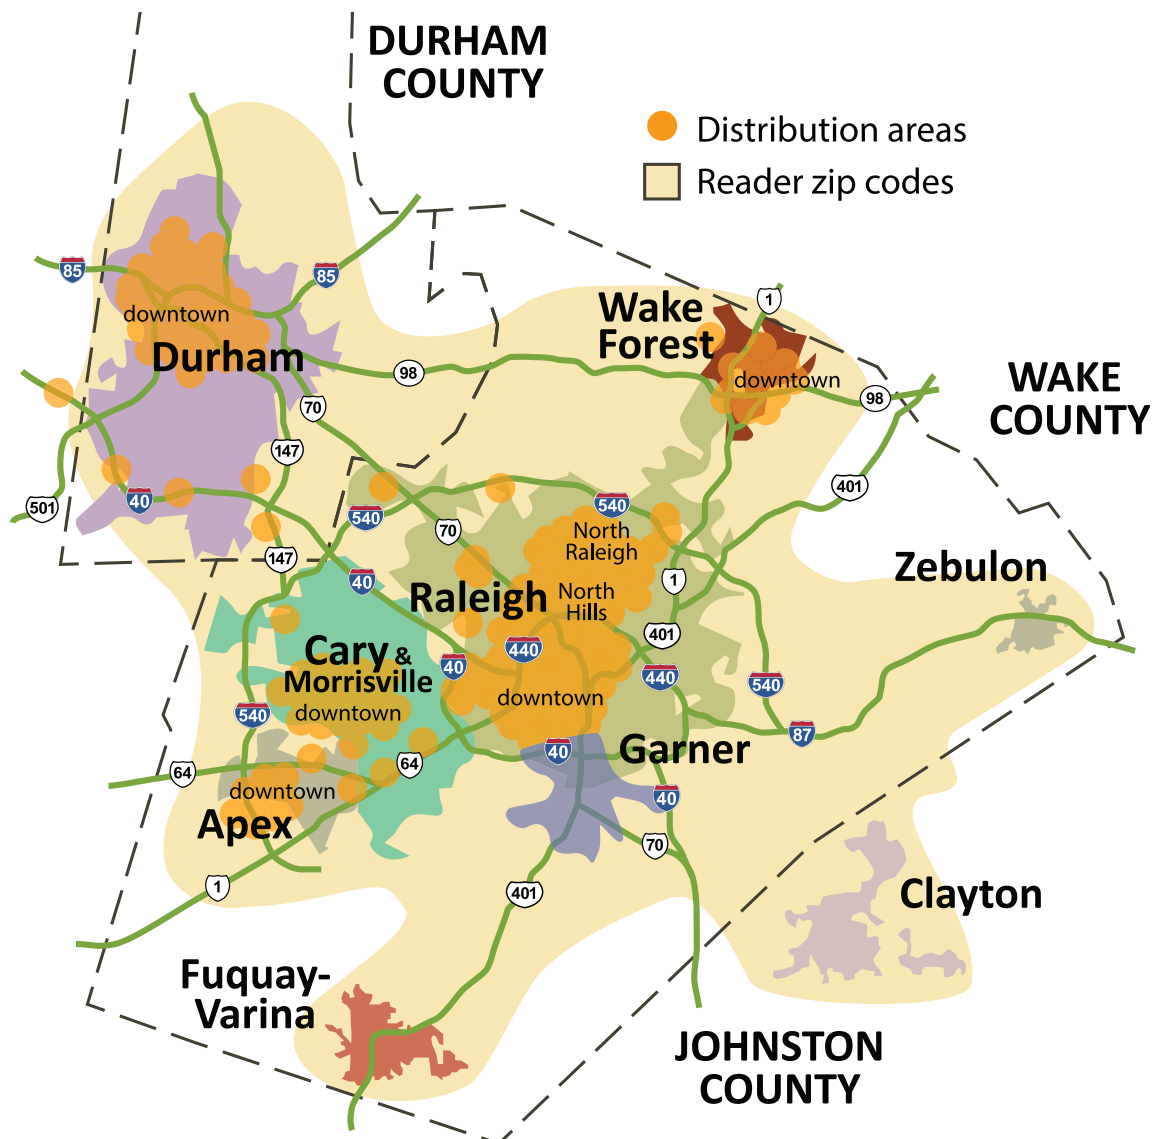 DURHAM
COUNTY
Distribution areas
Reader zip codes
85
85
downtown
Durham
Wake
Forest
1
downtown
98
98
WAKE
COUNTY
70
147
501
40
540
70
540
401
North
Raleigh
147
40
Raleigh
North
Hills
1
Zebulon
Cary &
Morrisville
downtown
440
40
401
440
540
downtown
540
87
64
64
40
Garner
40
downtown
Apex
70
1
401
Clayton
Fuquay-
Varina
JOHNSTON
COUNTY